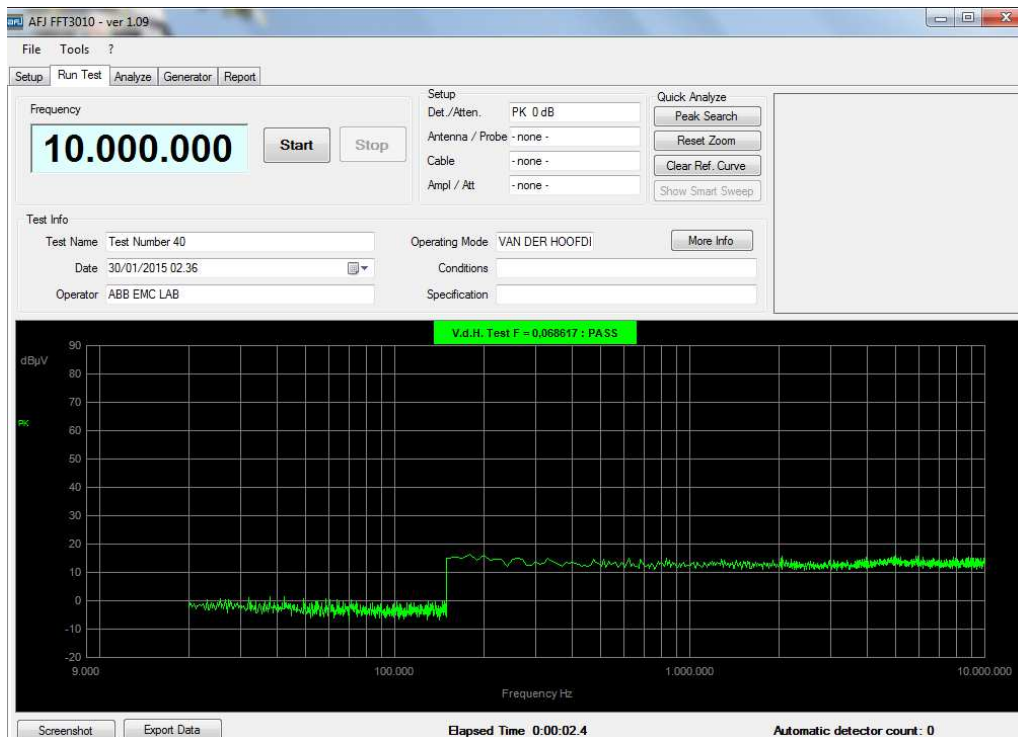 AFJ FFT3010 - ver 1.09
File Tools ?
Setup Run Test Analyze Generator Report
Frequency
10.000.000
Start
Stop
Setup
Det./Atten. PK 0 dB
Antenna / Probe - none -
Cable - none -
Ampl / Att - none -
Quick Analyze
Peak Search
Reset Zoom
Clear Ref. Curve
Show Smart Sweep
Test Info
Test Name Test Number 40
Operating Mode VAN DER HOOFDI
More Info
Date 30/01/2015 02.36
Conditions
Operator ABB EMC LAB
Specification
V.d.H. Test F = 0,068617 : PASS
90
dBµV
80
70
PK
60
50
40
30
20
10
0
-10
-20
9.000 100.000 1.000.000 10.000.000
Frequency Hz
Screenshot Export Data Elapsed Time 0:00:02.4 Automatic detector count: 0